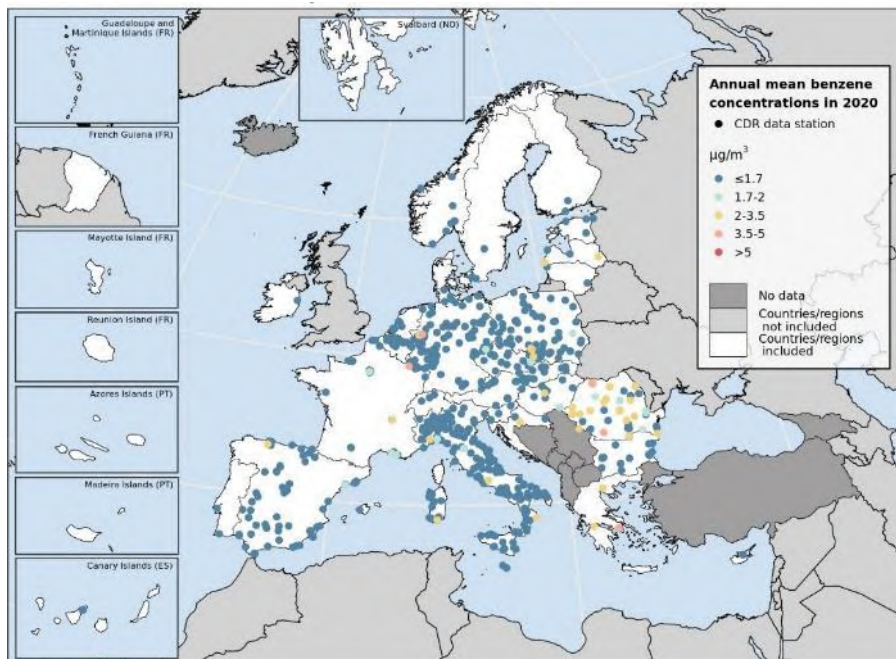 Guadeloupe and
Martinique Islands (FR)
Svalbard (NO)
French Guiana (FR)
Mayotte Island (FR)
Reunion Island (FR)
Azores Islands (PT)
Madeira Islands (PT)
Canary Islands (ES)
Annual mean benzene
concentrations in 2020
CDR data station
µg/m³
≤1.7
1.7-2
2-3.5
3.5-5
>5
No data
Countries/regions
not included
Countries/regions
included